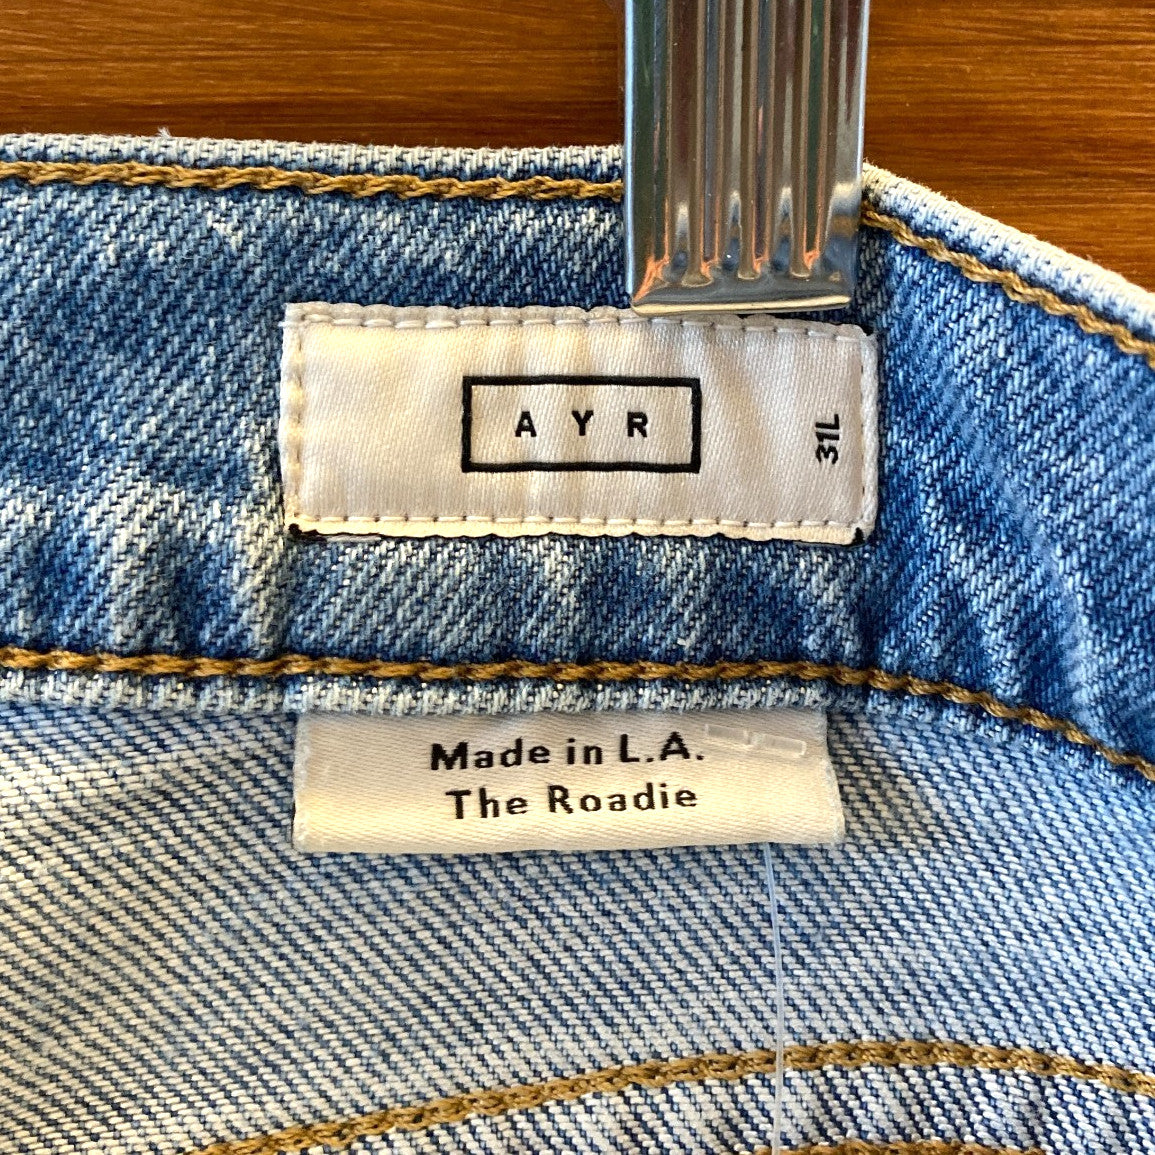 AYR
31L
Made in L.A.
The Roadie